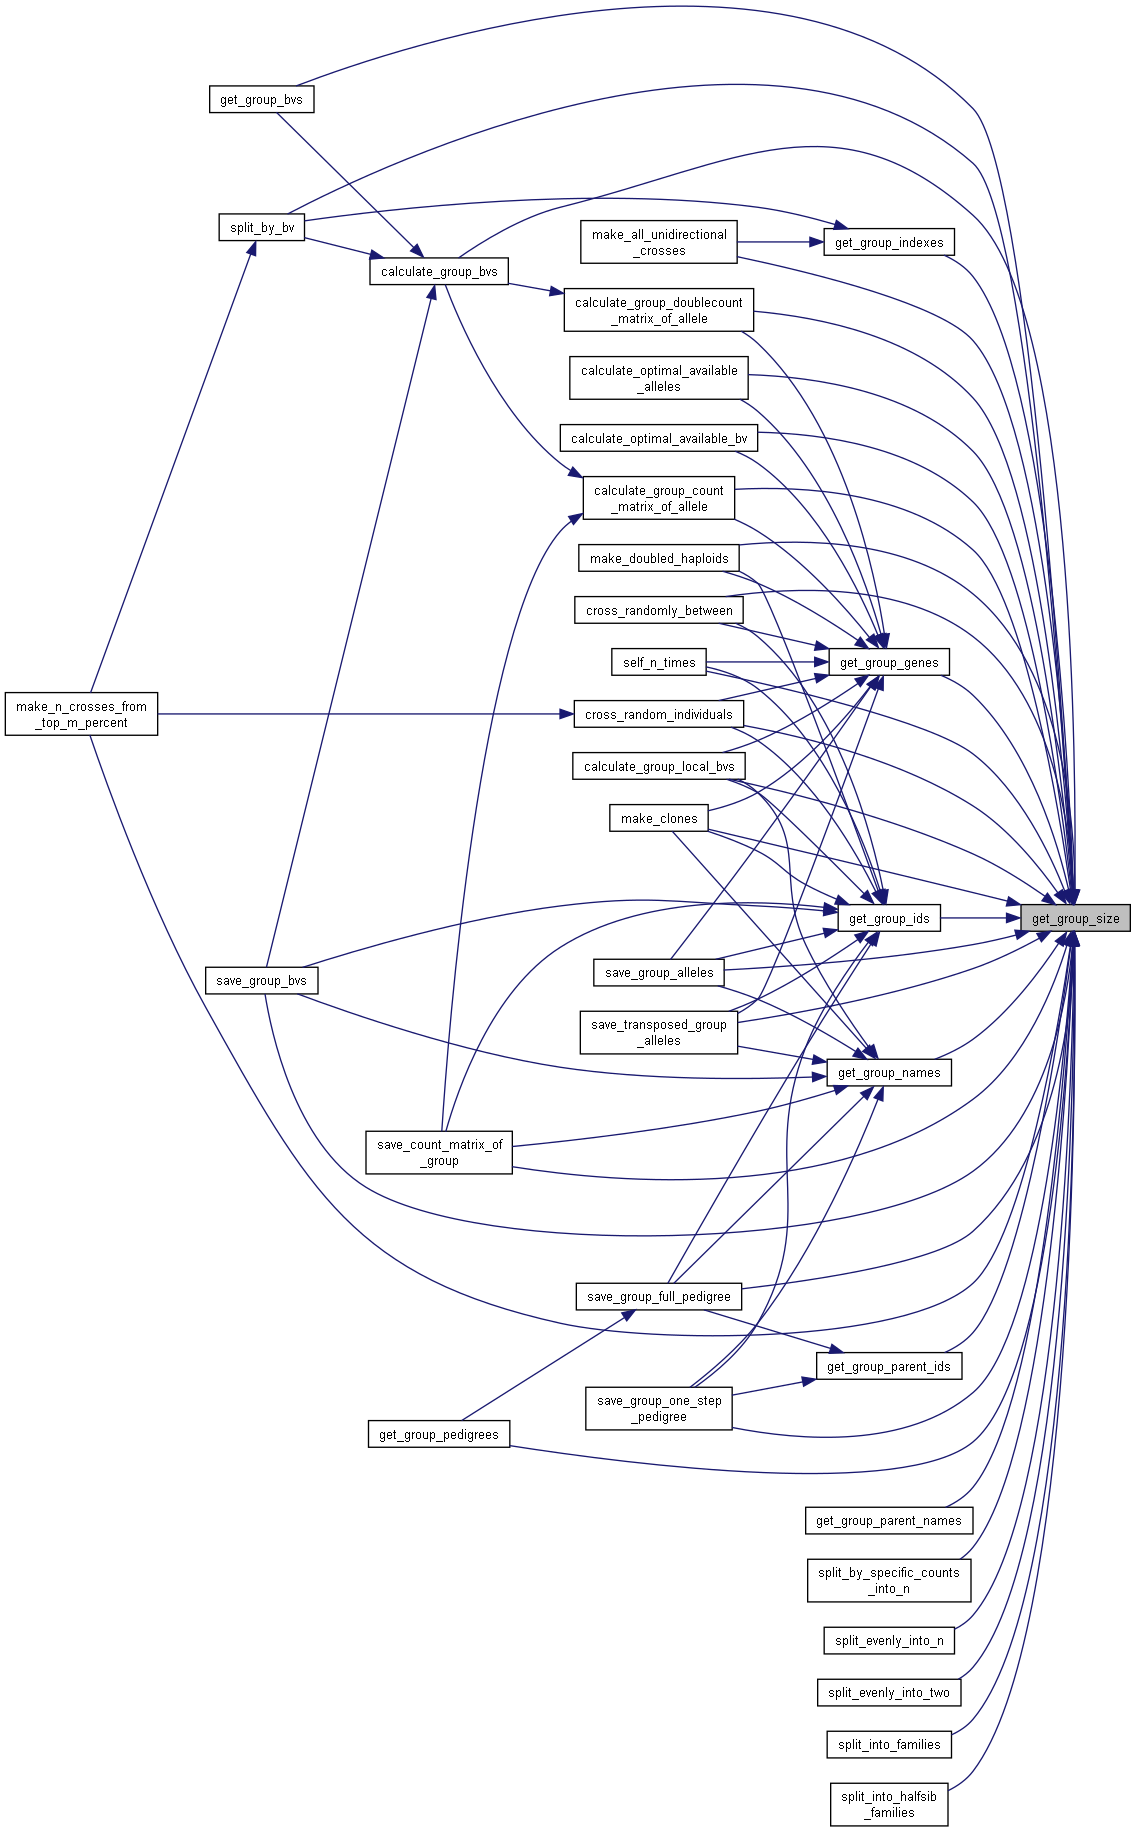 get_group_bvs
split_by_bv
make_all_unidirectional
_crosses
get_group_indexes
calculate_group_bvs
calculate_group_doublecount
_matrix_of_allele
calculate_optimal_available
_alleles
calculate_optimal_available_bv
calculate_group_count
_matrix_of_allele
make_doubled_haploids
cross_randomly_between
self_n_times
get_group_genes
make_n_crosses_from
_top_m_percent
cross_random_individuals
calculate_group_local_bvs
make_clones
get_group_ids
get_group_size
save_group_bvs
save_group_alleles
save_transposed_group
_alleles
get_group_names
save_count_matrix_of
_group
save_group_full_pedigree
get_group_parent_ids
save_group_one_step
_pedigree
get_group_pedigrees
get_group_parent_names
split_by_specific_counts
_into_n
split_evenly_into_n
split_evenly_into_two
split_into_families
split_into_halfsib
_families